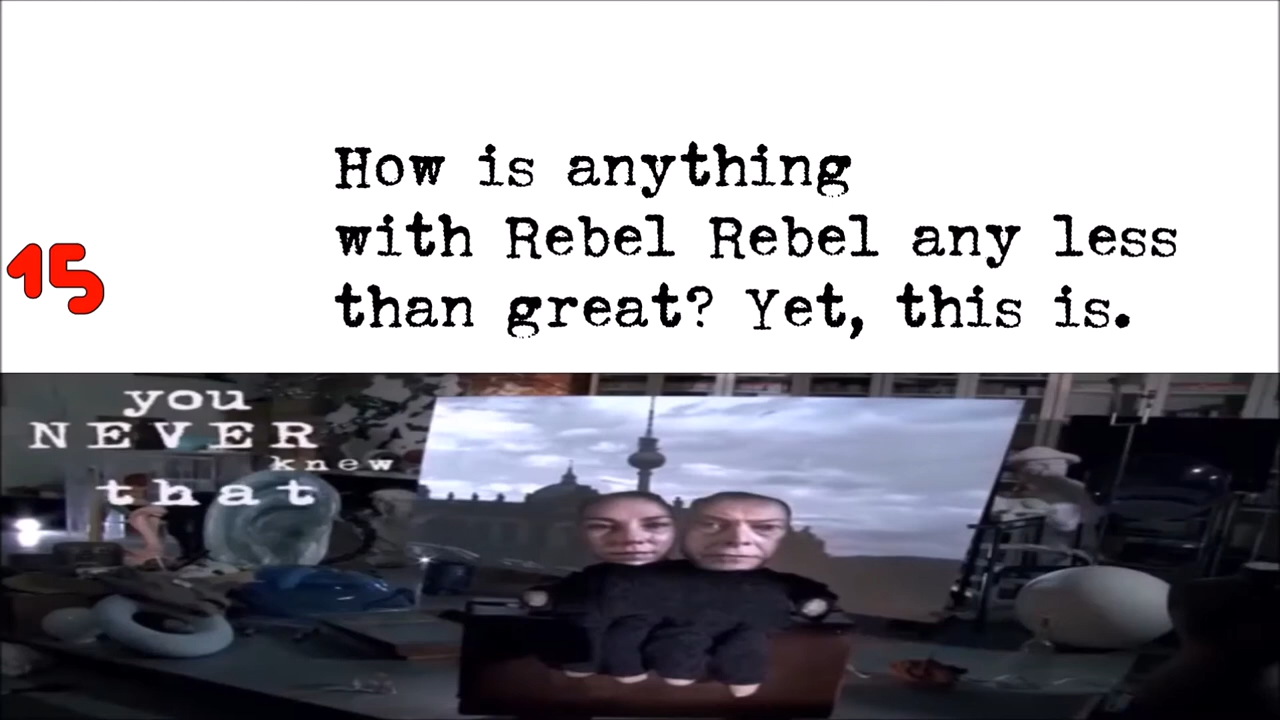 How is anything
with Rebel Rebel any less
15
than great? Yet, this is.
you
NEVER
knew
that